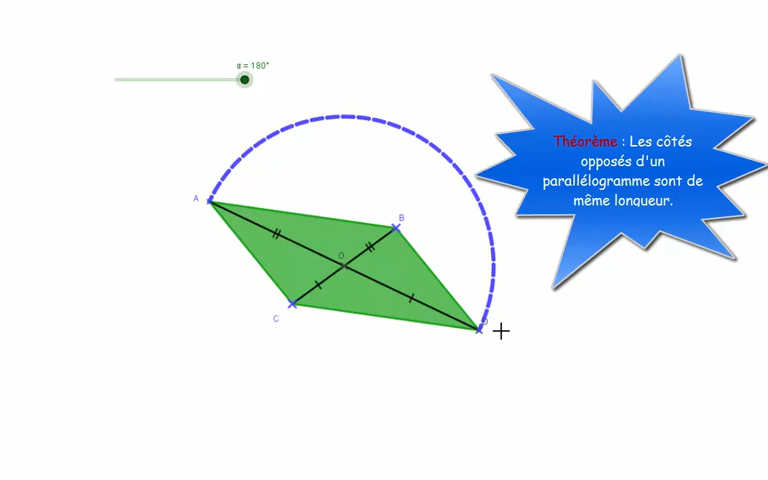 α = 180°
Théorème : Les côtés
opposés d'un
parallélogramme sont de
même longueur.
A
B
O
C
D